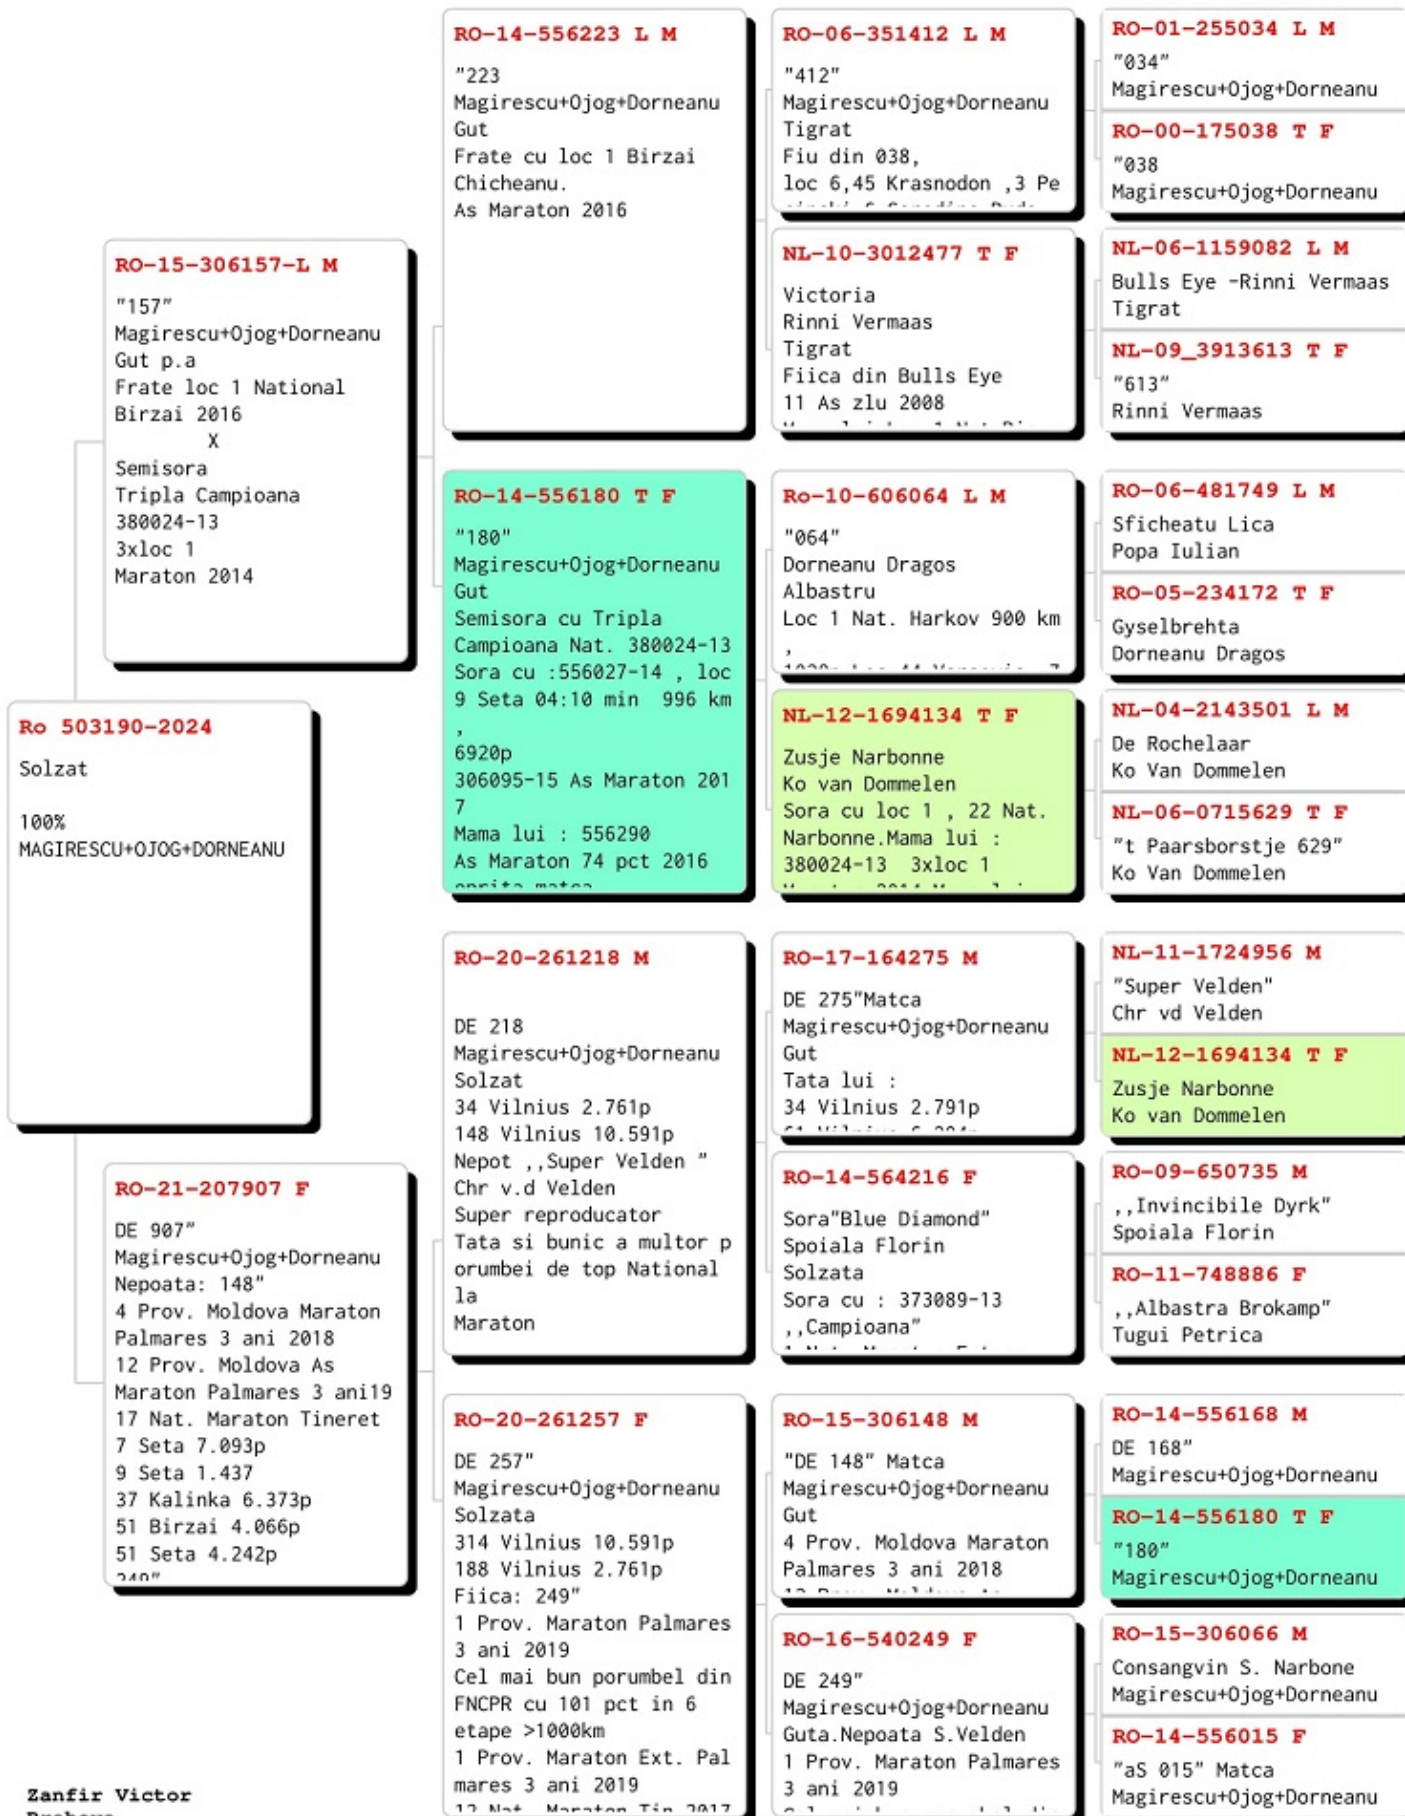 Ro 503190-2024
Solzat
100%
MAGIRESCU+OJOG+DORNEANU
RO-15-306157-L M
"157"
Magirescu+Ojog+Dorneanu
Gut p.a
Frate loc 1 National
Birzai 2016
X
Semisora
Tripla Campioana
380024-13
3xloc 1
Maraton 2014
RO-21-207907 F
DE 907"
Magirescu+Ojog+Dorneanu
Nepoata: 148"
4 Prov. Moldova Maraton
Palmares 3 ani 2018
12 Prov. Moldova As
Maraton Palmares 3 ani19
17 Nat. Maraton Tineret
7 Seta 7.093p
9 Seta 1.437
37 Kalinka 6.373p
51 Birzai 4.066p
51 Seta 4.242p
249"
RO-14-556223 L M
"223
Magirescu+Ojog+Dorneanu
Gut
Frate cu loc 1 Birzai
Chicheanu.
As Maraton 2016
RO-14-556180 T F
"180"
Magirescu+Ojog+Dorneanu
Gut
Semisora cu Tripla
Campioana Nat. 380024-13
Sora cu :556027-14 , loc
9 Seta 04:10 min  996 km
,
6920p
306095-15 As Maraton 201
7
Mama lui : 556290
As Maraton 74 pct 2016
RO-20-261218 M
DE 218
Magirescu+Ojog+Dorneanu
Solzat
34 Vilnius 2.761p
148 Vilnius 10.591p
Nepot ,,Super Velden "
Chr v.d Velden
Super reproducator
Tata si bunic a multor p
orumbei de top National
la
Maraton
RO-20-261257 F
DE 257"
Magirescu+Ojog+Dorneanu
Solzata
314 Vilnius 10.591p
188 Vilnius 2.761p
Fiica: 249"
1 Prov. Maraton Palmares
3 ani 2019
Cel mai bun porumbel din
FNCPR cu 101 pct in 6
etape >1000km
1 Prov. Maraton Ext. Pal
mares 3 ani 2019
12 Nat. Maraton Tin 2017
RO-06-351412 L M
"412"
Magirescu+Ojog+Dorneanu
Tigrat
Fiu din 038,
loc 6,45 Krasnodon ,3 Pe
NL-10-3012477 T F
Victoria
Rinni Vermaas
Tigrat
Fiica din Bulls Eye
11 As zlu 2008
Ro-10-606064 L M
"064"
Dorneanu Dragos
Albastru
Loc 1 Nat. Harkov 900 km
,
NL-12-1694134 T F
Zusje Narbonne
Ko van Dommelen
Sora cu loc 1 , 22 Nat.
Narbonne.Mama lui :
380024-13  3xloc 1
RO-17-164275 M
DE 275"Matca
Magirescu+Ojog+Dorneanu
Gut
Tata lui :
34 Vilnius 2.791p
RO-14-564216 F
Sora"Blue Diamond"
Spoiala Florin
Solzata
Sora cu : 373089-13
,,Campioana"
RO-15-306148 M
"DE 148" Matca
Magirescu+Ojog+Dorneanu
Gut
4 Prov. Moldova Maraton
Palmares 3 ani 2018
RO-16-540249 F
DE 249"
Magirescu+Ojog+Dorneanu
Guta.Nepoata S.Velden
1 Prov. Maraton Palmares
3 ani 2019
RO-01-255034 L M
"034"
Magirescu+Ojog+Dorneanu
RO-00-175038 T F
"038
Magirescu+Ojog+Dorneanu
NL-06-1159082 L M
Bulls Eye -Rinni Vermaas
Tigrat
NL-09_3913613 T F
"613"
Rinni Vermaas
RO-06-481749 L M
Sficheatu Lica
Popa Iulian
RO-05-234172 T F
Gyselbrehta
Dorneanu Dragos
NL-04-2143501 L M
De Rochelaar
Ko Van Dommelen
NL-06-0715629 T F
"t Paarsborstje 629"
Ko Van Dommelen
NL-11-1724956 M
"Super Velden"
Chr vd Velden
NL-12-1694134 T F
Zusje Narbonne
Ko van Dommelen
RO-09-650735 M
,,Invincibile Dyrk"
Spoiala Florin
RO-11-748886 F
,,Albastra Brokamp"
Tugui Petrica
RO-14-556168 M
DE 168"
Magirescu+Ojog+Dorneanu
RO-14-556180 T F
"180"
Magirescu+Ojog+Dorneanu
RO-15-306066 M
Consangvin S. Narbone
Magirescu+Ojog+Dorneanu
RO-14-556015 F
"aS 015" Matca
Magirescu+Ojog+Dorneanu
Zanfir Victor